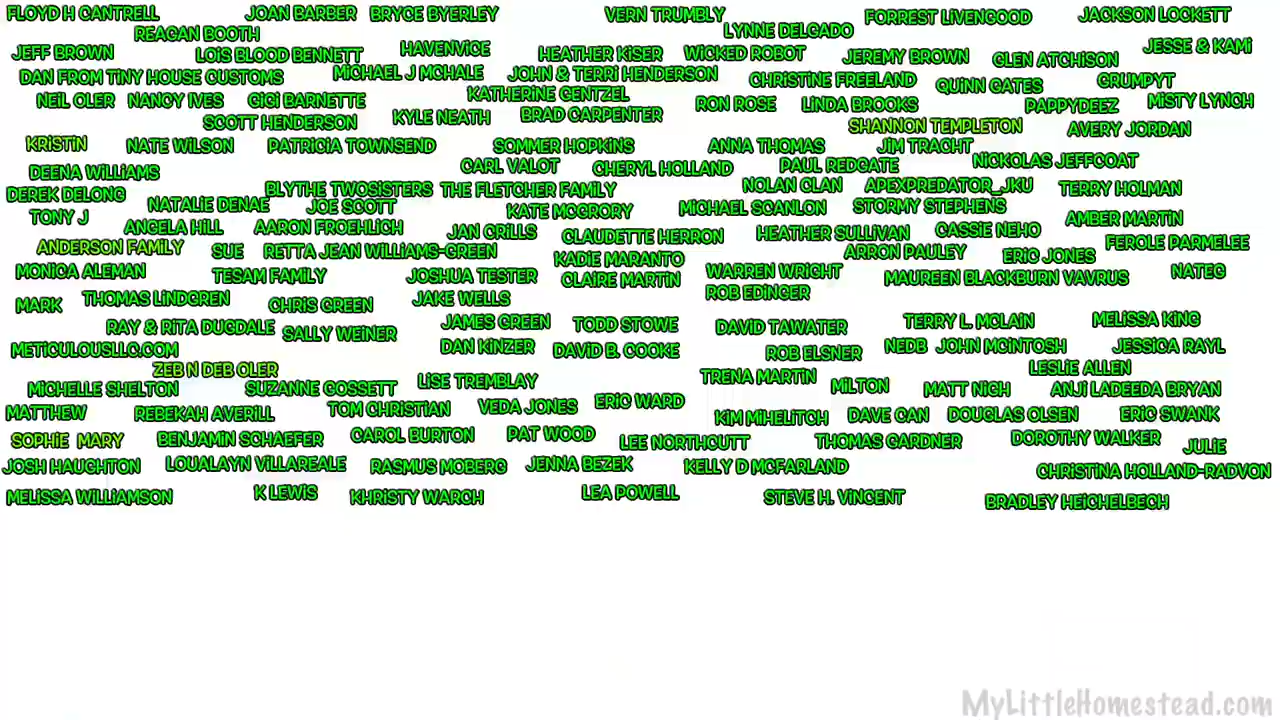 FLOYD H CANTRELL JOAN BARBER BRYCE BYERLEY VERN TRUMBLY FORREST LIVENGOOD JACKSON LOCKETT
REAGAN BOOTH LYNNE DELGADO
JEFF BROWN LOIS BLOOD BENNETT HAVENVICE HEATHER KISER WICKED ROBOT JEREMY BROWN GLEN ATCHISON JESSE & KAMI
DAN FROM TINY HOUSE CUSTOMS MICHAEL J MCHALE JOHN & TERRI HENDERSON CHRISTINE FREELAND QUINN GATES GRUMPYT
NEIL OLER NANCY IVES GIGI BARNETTE KATHERINE GENTZEL RON ROSE LINDA BROOKS PAPPYDEEZ MISTY LYNCH
SCOTT HENDERSON KYLE NEATH BRAD CARPENTER SHANNON TEMPLETON AVERY JORDAN
KRISTIN NATE WILSON PATRICIA TOWNSEND SOMMER HOPKINS ANNA THOMAS JIM TRACHT
DEENA WILLIAMS CARL VALOT CHERYL HOLLAND PAUL REDGATE NICKOLAS JEFFCOAT
DEREK DELONG BLYTHE TWOSISTERS THE FLETCHER FAMILY NOLAN CLAN APEXPREDATOR_JKU TERRY HOLMAN
NATALIE DENAE JOE SCOTT KATE MCGRORY MICHAEL SCANLON STORMY STEPHENS
TONY J ANGELA HILL AARON FROEHLICH JAN CRILLS CLAUDETTE HERRON HEATHER SULLIVAN CASSIE NEHO AMBER MARTIN
ANDERSON FAMILY SUE RETTA JEAN WILLIAMS-GREEN KADIE MARANTO ARRON PAULEY ERIC JONES FEROLE PARMELEE
MONICA ALEMAN TESAM FAMILY JOSHUA TESTER CLAIRE MARTIN WARREN WRIGHT MAUREEN BLACKBURN VAVRUS NATEG
MARK THOMAS LINDGREN CHRIS GREEN JAKE WELLS ROB EDINGER
RAY & RITA DUGDALE SALLY WEINER JAMES GREEN TODD STOWE DAVID TAWATER TERRY L. MCLAIN MELISSA KING
METICULOUSLLC.COM DAN KINZER DAVID B. COOKE ROB ELSNER NEDB JOHN MCINTOSH JESSICA RAYL
ZEB N DEB OLER LESLIE ALLEN
MICHELLE SHELTON SUZANNE GOSSETT LISE TREMBLAY TRENA MARTIN MILTON MATT NIGH ANJI LADEEDA BRYAN
MATTHEW REBEKAH AVERILL TOM CHRISTIAN VEDA JONES ERIC WARD KIM MIHELITCH DAVE CAN DOUGLAS OLSEN ERIC SWANK
SOPHIE MARY BENJAMIN SCHAEFER CAROL BURTON PAT WOOD LEE NORTHCUTT THOMAS GARDNER DOROTHY WALKER JULIE
JOSH HAUGHTON LOUALAYN VILLAREALE RASMUS MOBERG JENNA BEZEK KELLY D MCFARLAND CHRISTINA HOLLAND-RADVON
MELISSA WILLIAMSON K LEWIS KHRISTY WARCH LEA POWELL STEVE H. VINCENT BRADLEY HEICHELBECH
MyLittleHomestead.com